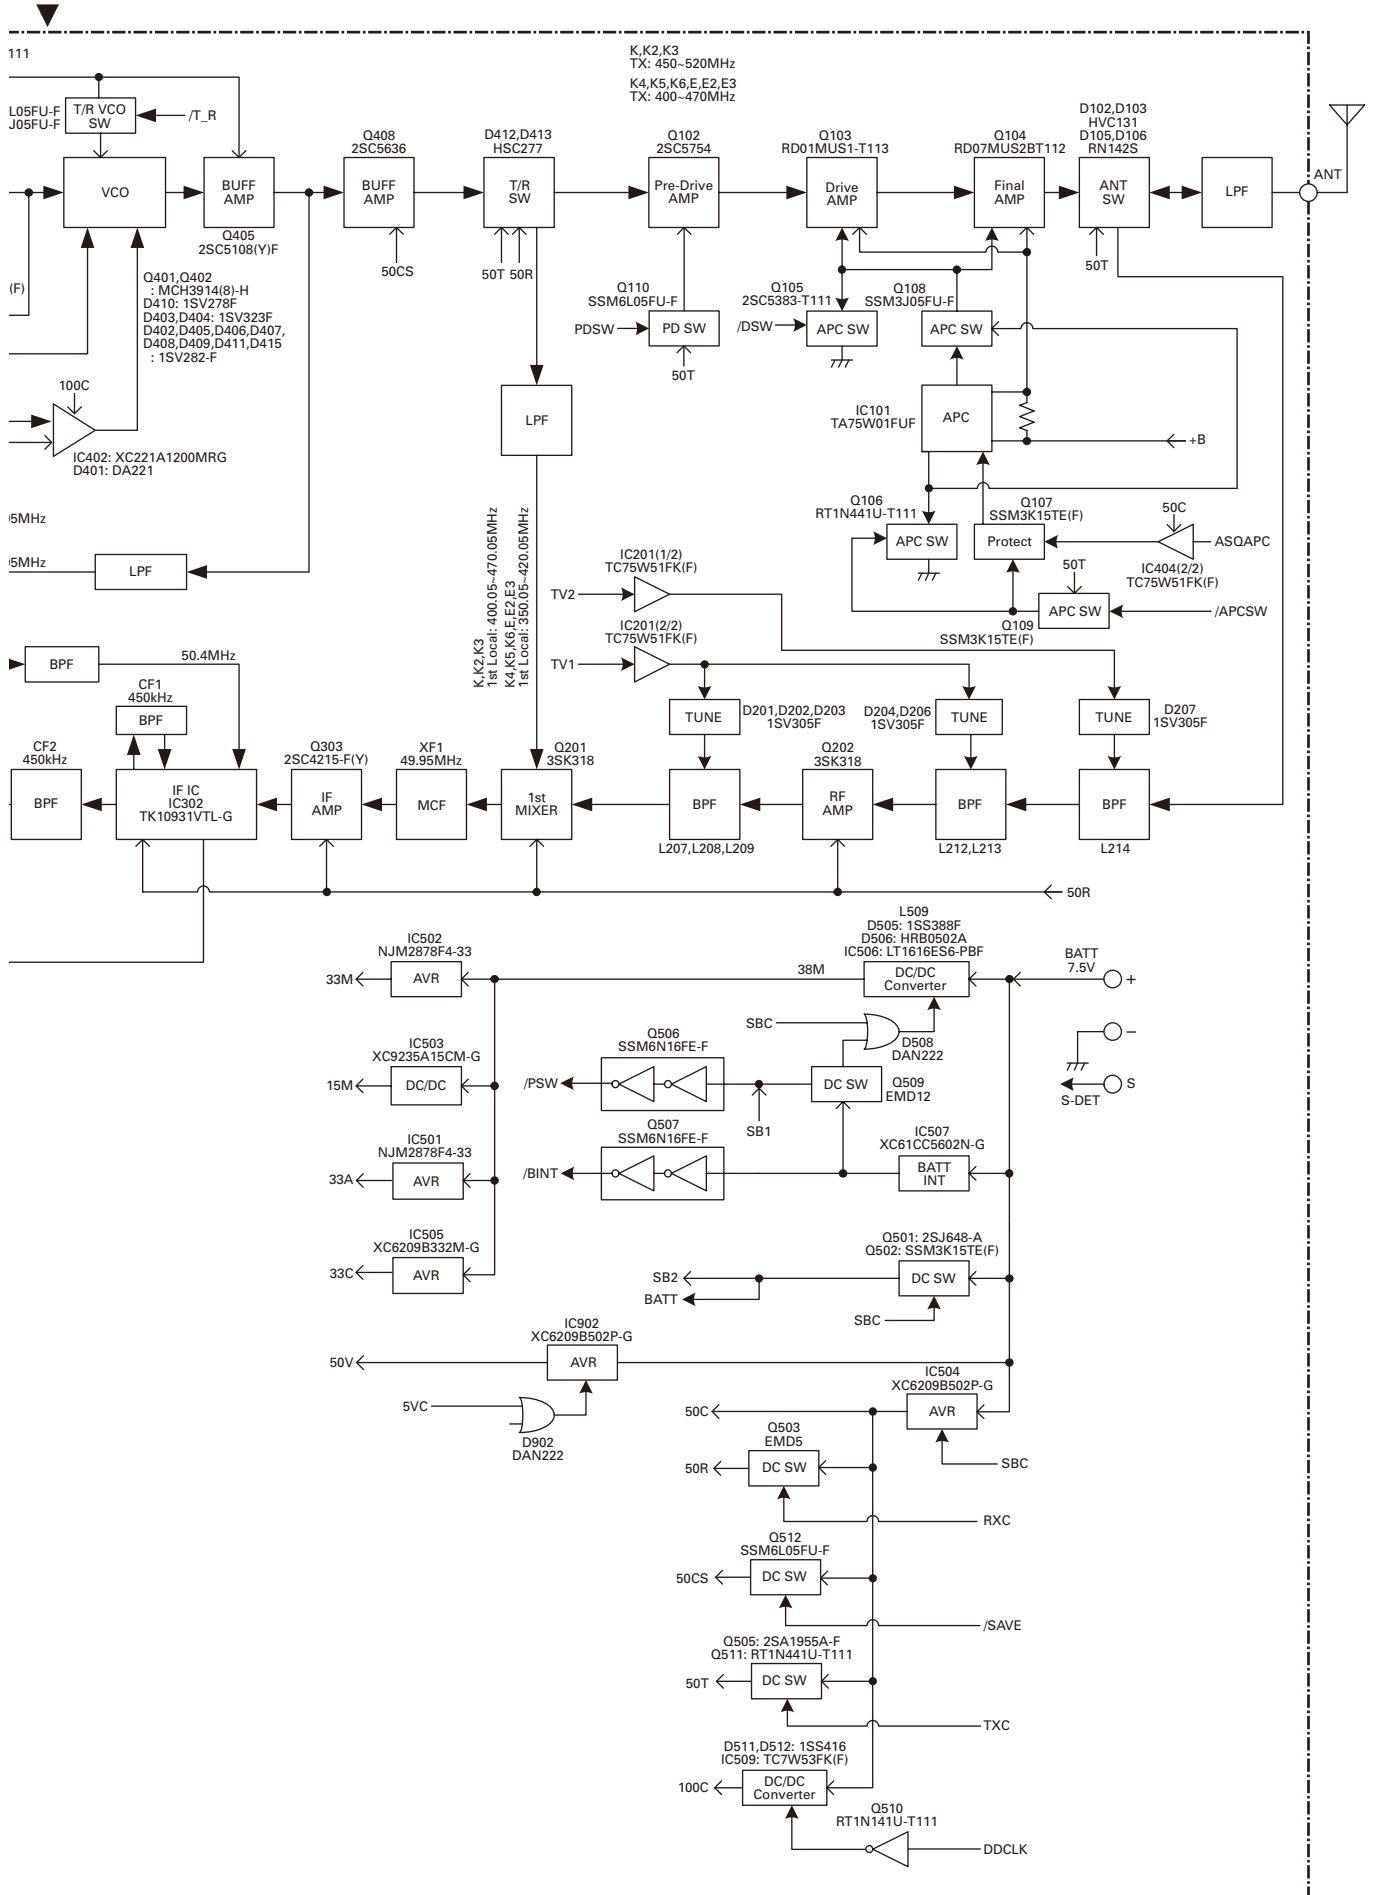 111
K,K2,K3
TX: 450~520MHz
K4,K5,K6,E,E2,E3
TX: 400~470MHz
L05FU-F
J05FU-F
T/R VCO
SW
/T_R
Q408
2SC5636
D412,D413
HSC277
Q102
2SC5754
Q103
RD01MUS1-T113
Q104
RD07MUS2BT112
D102,D103
HVC131
D105,D106
RN142S
ANT
VCO
BUFF
AMP
BUFF
AMP
T/R
SW
Pre-Drive
AMP
Drive
AMP
Final
AMP
ANT
SW
LPF
Q405
2SC5108(Y)F
50CS
50T
50R
50T
(F)
Q401,Q402
: MCH3914(8)-H
D410: 1SV278F
D403,D404: 1SV323F
D402,D405,D406,D407,
D408,D409,D411,D415
: 1SV282-F
Q110
SSM6L05FU-F
PDSW
PD SW
50T
Q105
2SC5383-T111
/DSW
APC SW
Q108
SSM3J05FU-F
APC SW
100C
IC402: XC221A1200MRG
D401: DA221
LPF
IC101
TA75W01FUF
APC
+B
Q106
RT1N441U-T111
APC SW
Q107
SSM3K15TE(F)
Protect
50C
ASQAPC
IC404(2/2)
TC75W51FK(F)
50T
APC SW
/APCSW
Q109
SSM3K15TE(F)
05MHz
05MHz
LPF
K,K2,K3
1st Local: 400.05~470.05MHz
K4,K5,K6,E,E2,E3
1st Local: 350.05~420.05MHz
IC201(1/2)
TC75W51FK(F)
TV2
IC201(2/2)
TC75W51FK(F)
TV1
BPF
50.4MHz
CF1
450kHz
BPF
TUNE
D201,D202,D203
1SV305F
D204,D206
1SV305F
TUNE
TUNE
D207
1SV305F
CF2
450kHz
BPF
IF IC
IC302
TK10931VTL-G
Q303
2SC4215-F(Y)
IF
AMP
XF1
49.95MHz
MCF
Q201
3SK318
1st
MIXER
BPF
L207,L208,L209
Q202
3SK318
RF
AMP
BPF
L212,L213
BPF
L214
50R
L509
D505: 1SS388F
D506: HRB0502A
IC506: LT1616ES6-PBF
DC/DC
Converter
BATT
7.5V
+
−
S
S-DET
IC502
NJM2878F4-33
33M
AVR
38M
SBC
D508
DAN222
IC503
XC9235A15CM-G
15M
DC/DC
Q506
SSM6N16FE-F
/PSW
SB1
DC SW
Q509
EMD12
IC501
NJM2878F4-33
33A
AVR
Q507
SSM6N16FE-F
/BINT
IC507
XC61CC5602N-G
BATT
INT
IC505
XC6209B332M-G
33C
AVR
Q501: 2SJ648-A
Q502: SSM3K15TE(F)
SB2
BATT
DC SW
SBC
IC902
XC6209B502P-G
50V
AVR
5VC
D902
DAN222
IC504
XC6209B502P-G
50C
AVR
SBC
Q503
EMD5
50R
DC SW
RXC
Q512
SSM6L05FU-F
50CS
DC SW
/SAVE
Q505: 2SA1955A-F
Q511: RT1N441U-T111
50T
DC SW
TXC
D511,D512: 1SS416
IC509: TC7W53FK(F)
100C
DC/DC
Converter
Q510
RT1N141U-T111
DDCLK